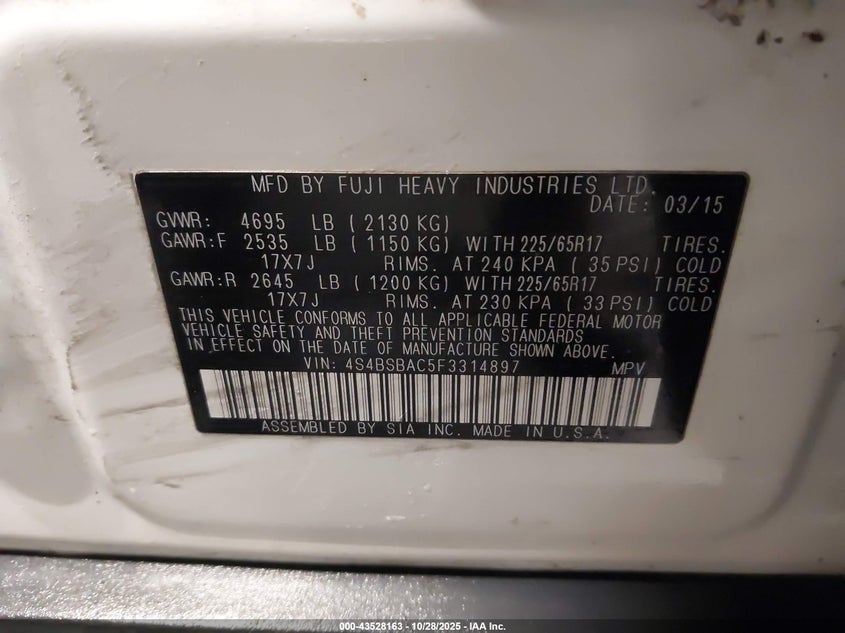 MFD BY FUJI HEAVY INDUSTRIES LTD.
DATE: 03/15
GVWR: 4695 LB ( 2130 KG)
GAWR:F 2535 LB ( 1150 KG) WITH 225/65R17 TIRES.
17X7J RIMS. AT 240 KPA ( 35 PSI) COLD
GAWR:R 2645 LB ( 1200 KG) WITH 225/65R17 TIRES.
17X7J RIMS. AT 230 KPA ( 33 PSI) COLD
THIS VEHICLE CONFORMS TO ALL APPLICABLE FEDERAL MOTOR
VEHICLE SAFETY AND THEFT PREVENTION STANDARDS
IN EFFECT ON THE DATE OF MANUFACTURE SHOWN ABOVE.
VIN: 4S4BSBAC5F3314897 MPV
ASSEMBLED BY SIA INC. MADE IN U.S.A.
000-43528163 - 10/28/2025 - IAA Inc.